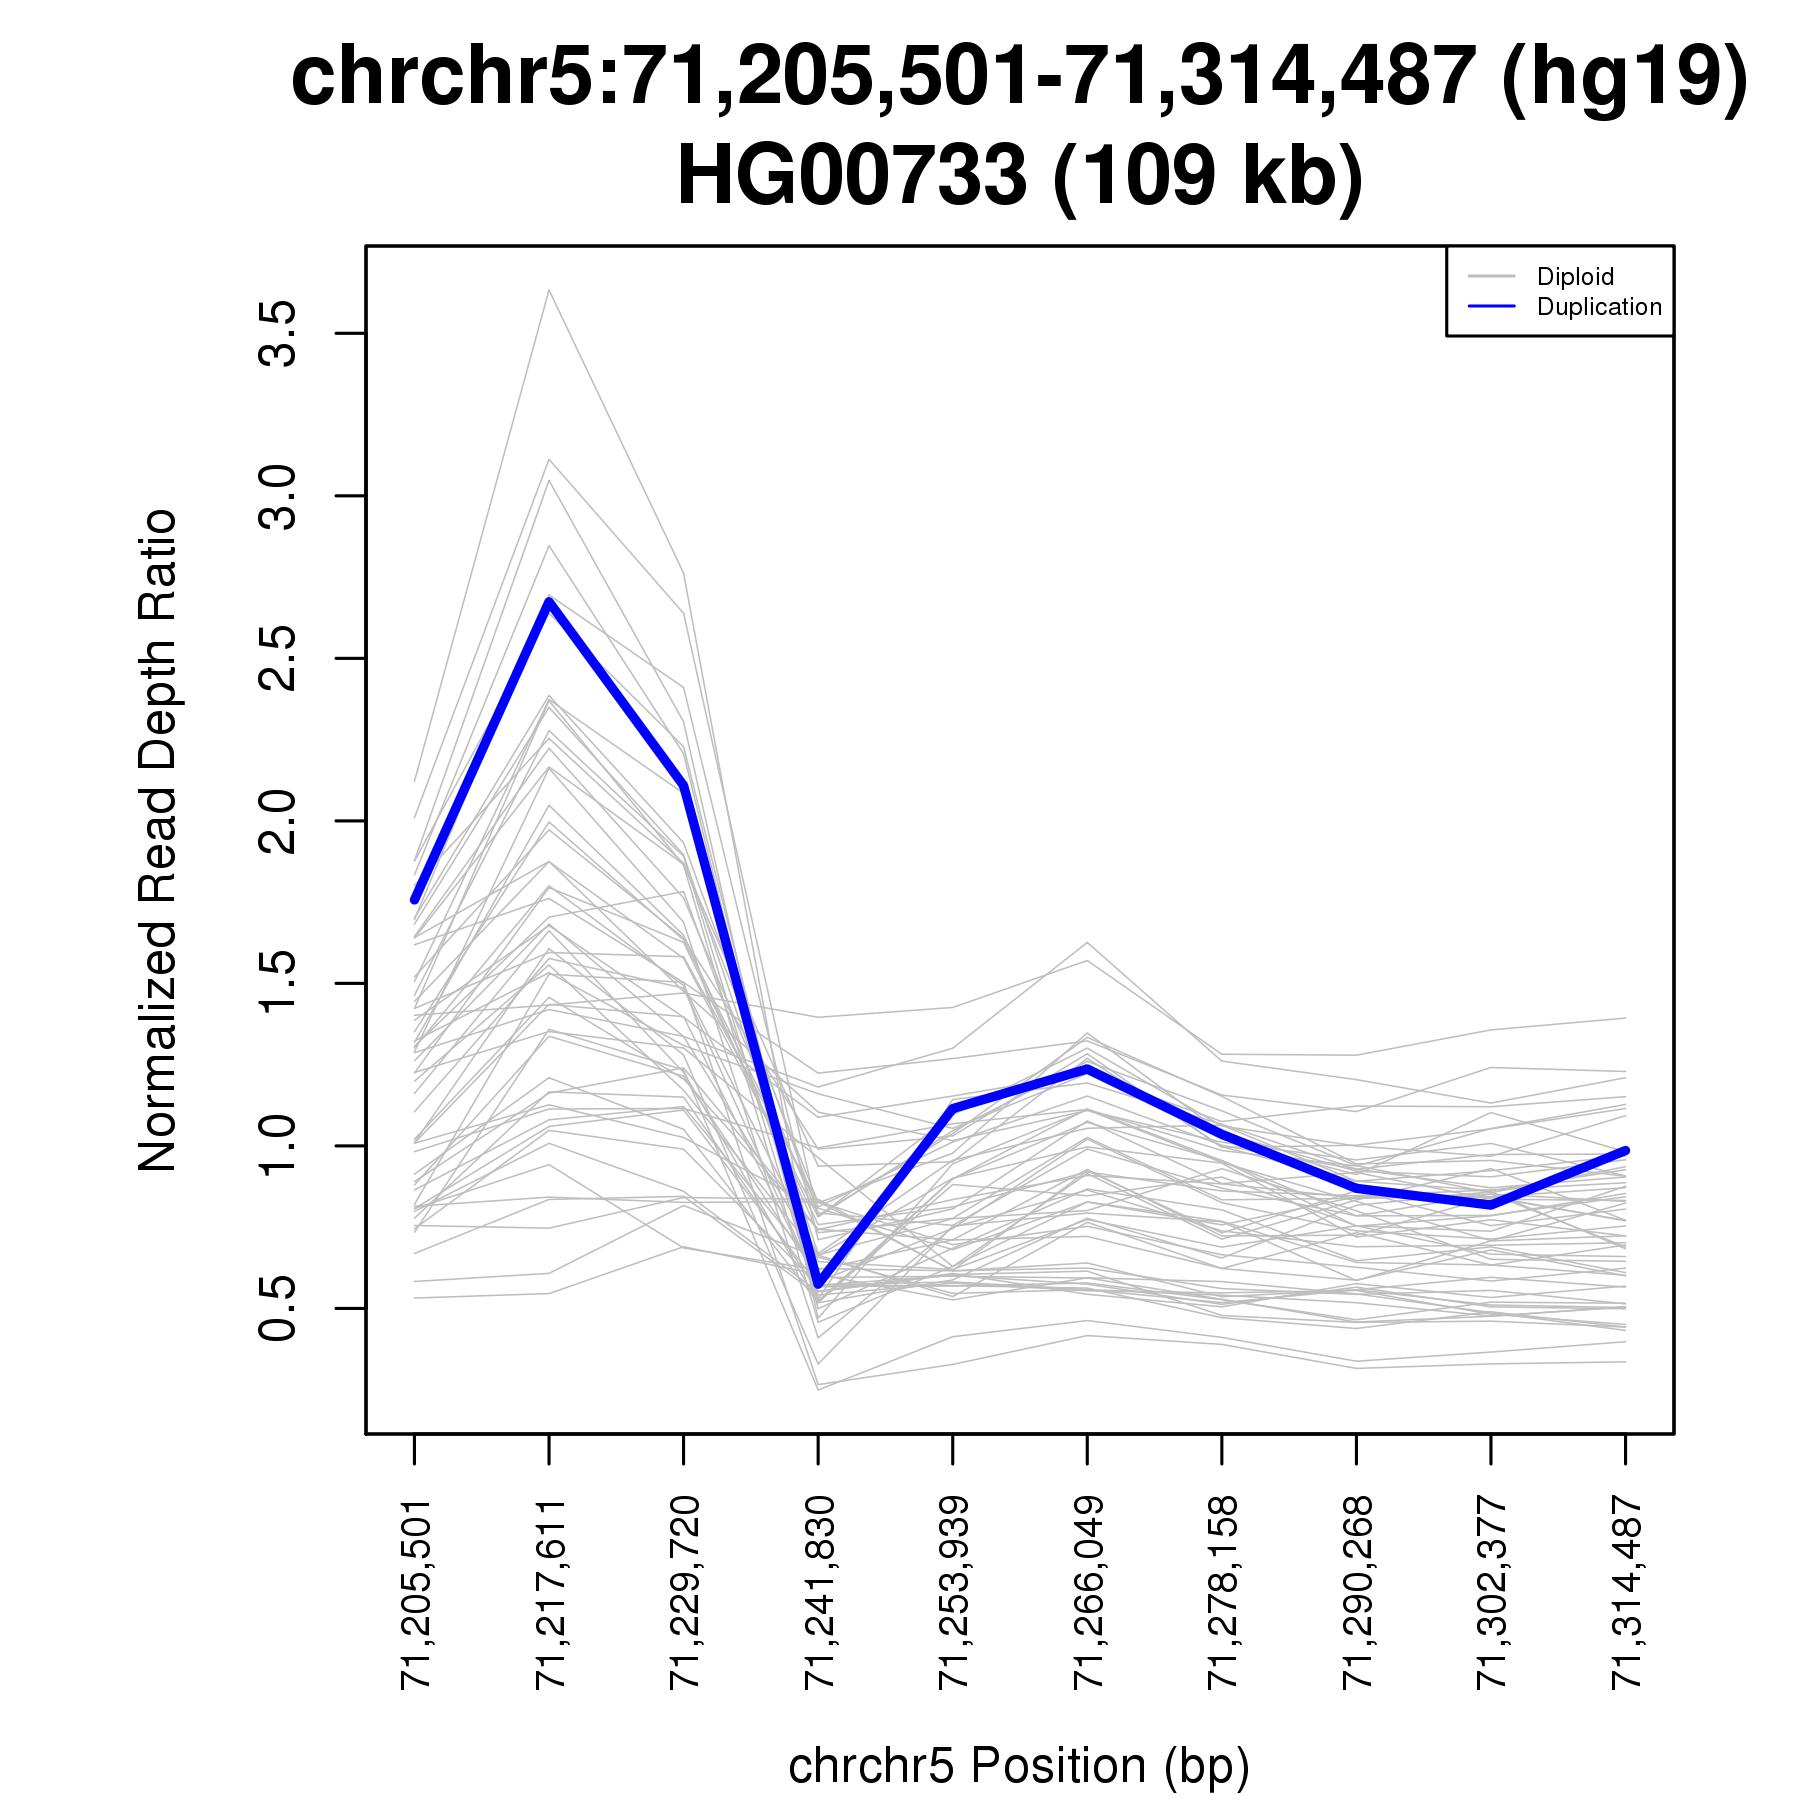 chrchr5:71,205,501-71,314,487 (hg19)
HG00733 (109 kb)
Diploid
Duplication
Normalized Read Depth Ratio
3.5
3.0
2.5
2.0
1.5
1.0
0.5
71,205,501
71,217,611
71,229,720
71,241,830
71,253,939
71,266,049
71,278,158
71,290,268
71,302,377
71,314,487
chrchr5 Position (bp)